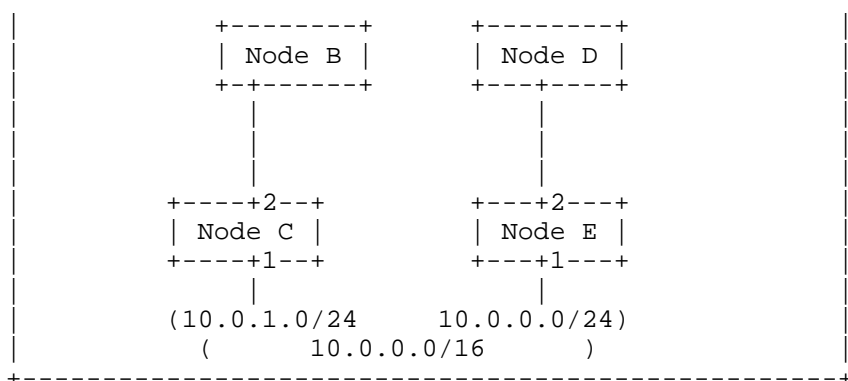 Node B Node D
2 2
Node C Node E
1 1
(10.0.1.0/24 10.0.0.0/24)
( 10.0.0.0/16 )